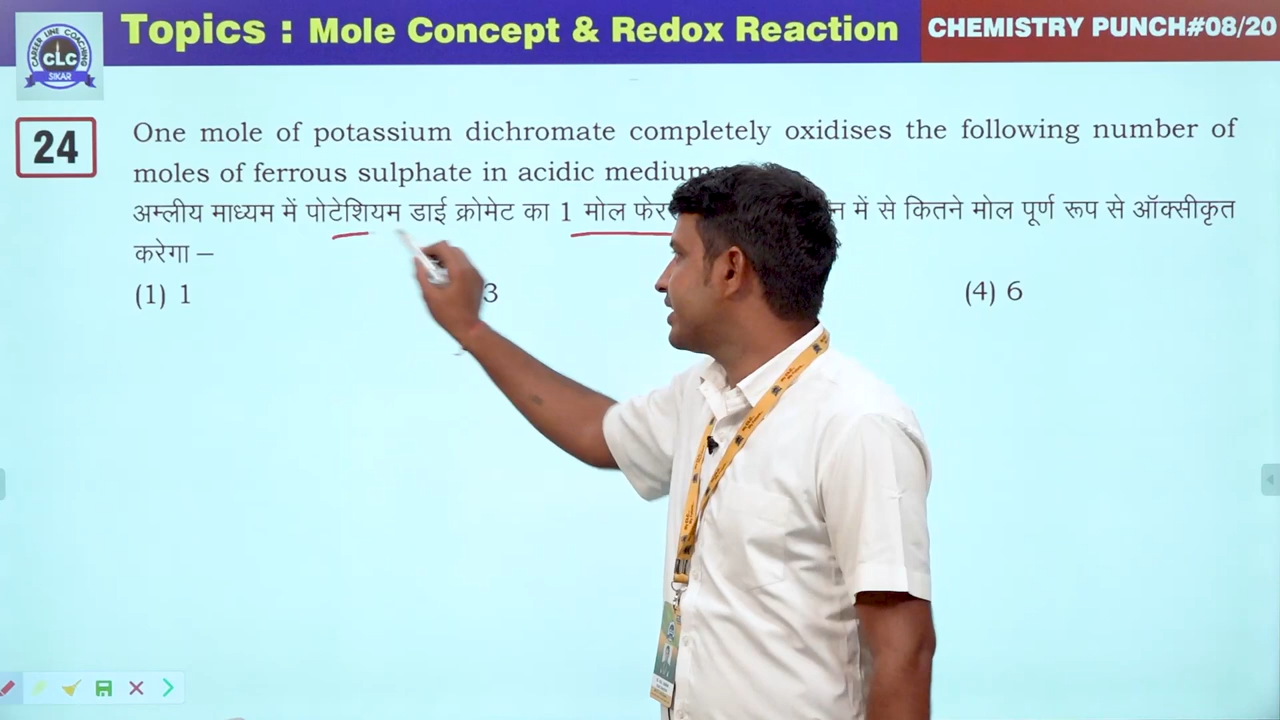 Topics : Mole Concept & Redox Reaction
CHEMISTRY PUNCH#08/20
CAREER LINE COACHING
CLC
SIKAR
24
One mole of potassium dichromate completely oxidises the following number of
moles of ferrous sulphate in acidic medium
अम्लीय माध्यम में पोटेशियम डाई क्रोमेट का 1 मोल में से कितने मोल पूर्ण रूप से ऑक्सीकृत
करेगा –
(1) 1
3
(4) 6